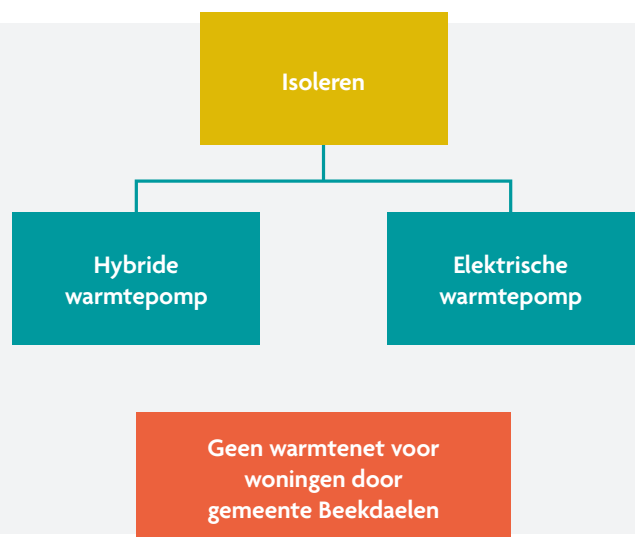 Isoleren
Hybride
warmtepomp
Elektrische
warmtepomp
Geen warmtenet voor
woningen door
gemeente Beekdaelen